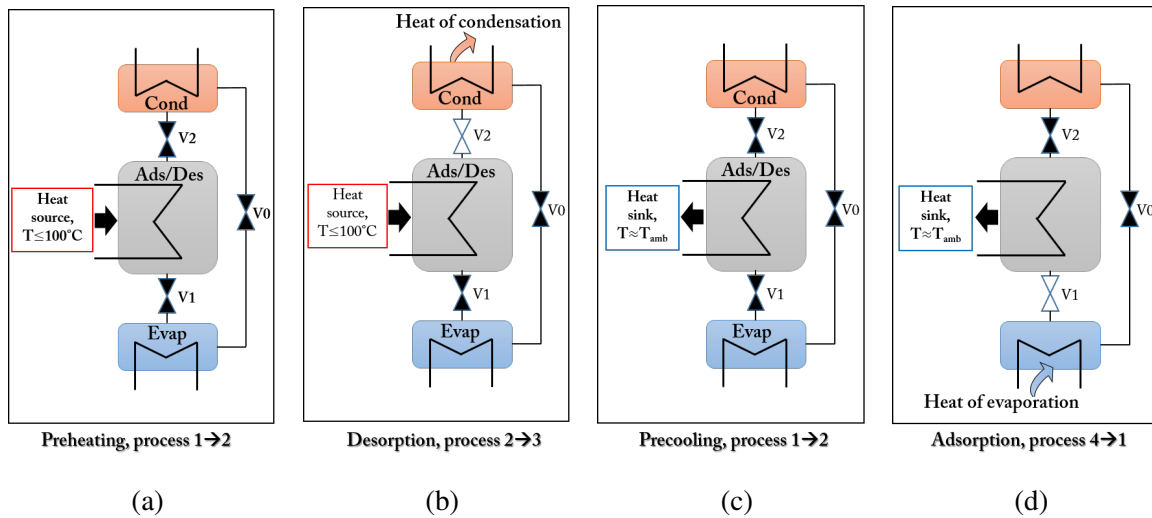 Cond
V2
Ads/Des
Heat
source,
T≤100°C
V0
V1
Evap
Preheating, process 1→2
(a)
Heat of condensation
Cond
V2
Ads/Des
Heat
source,
T≤100°C
V0
V1
Evap
Desorption, process 2→3
(b)
Cond
V2
Ads/Des
Heat
sink,
T≈Tamb
V0
V1
Evap
Precooling, process 1→2
(c)
V2
Heat
sink,
T≈Tamb
V0
V1
Heat of evaporation
Adsorption, process 4→1
(d)